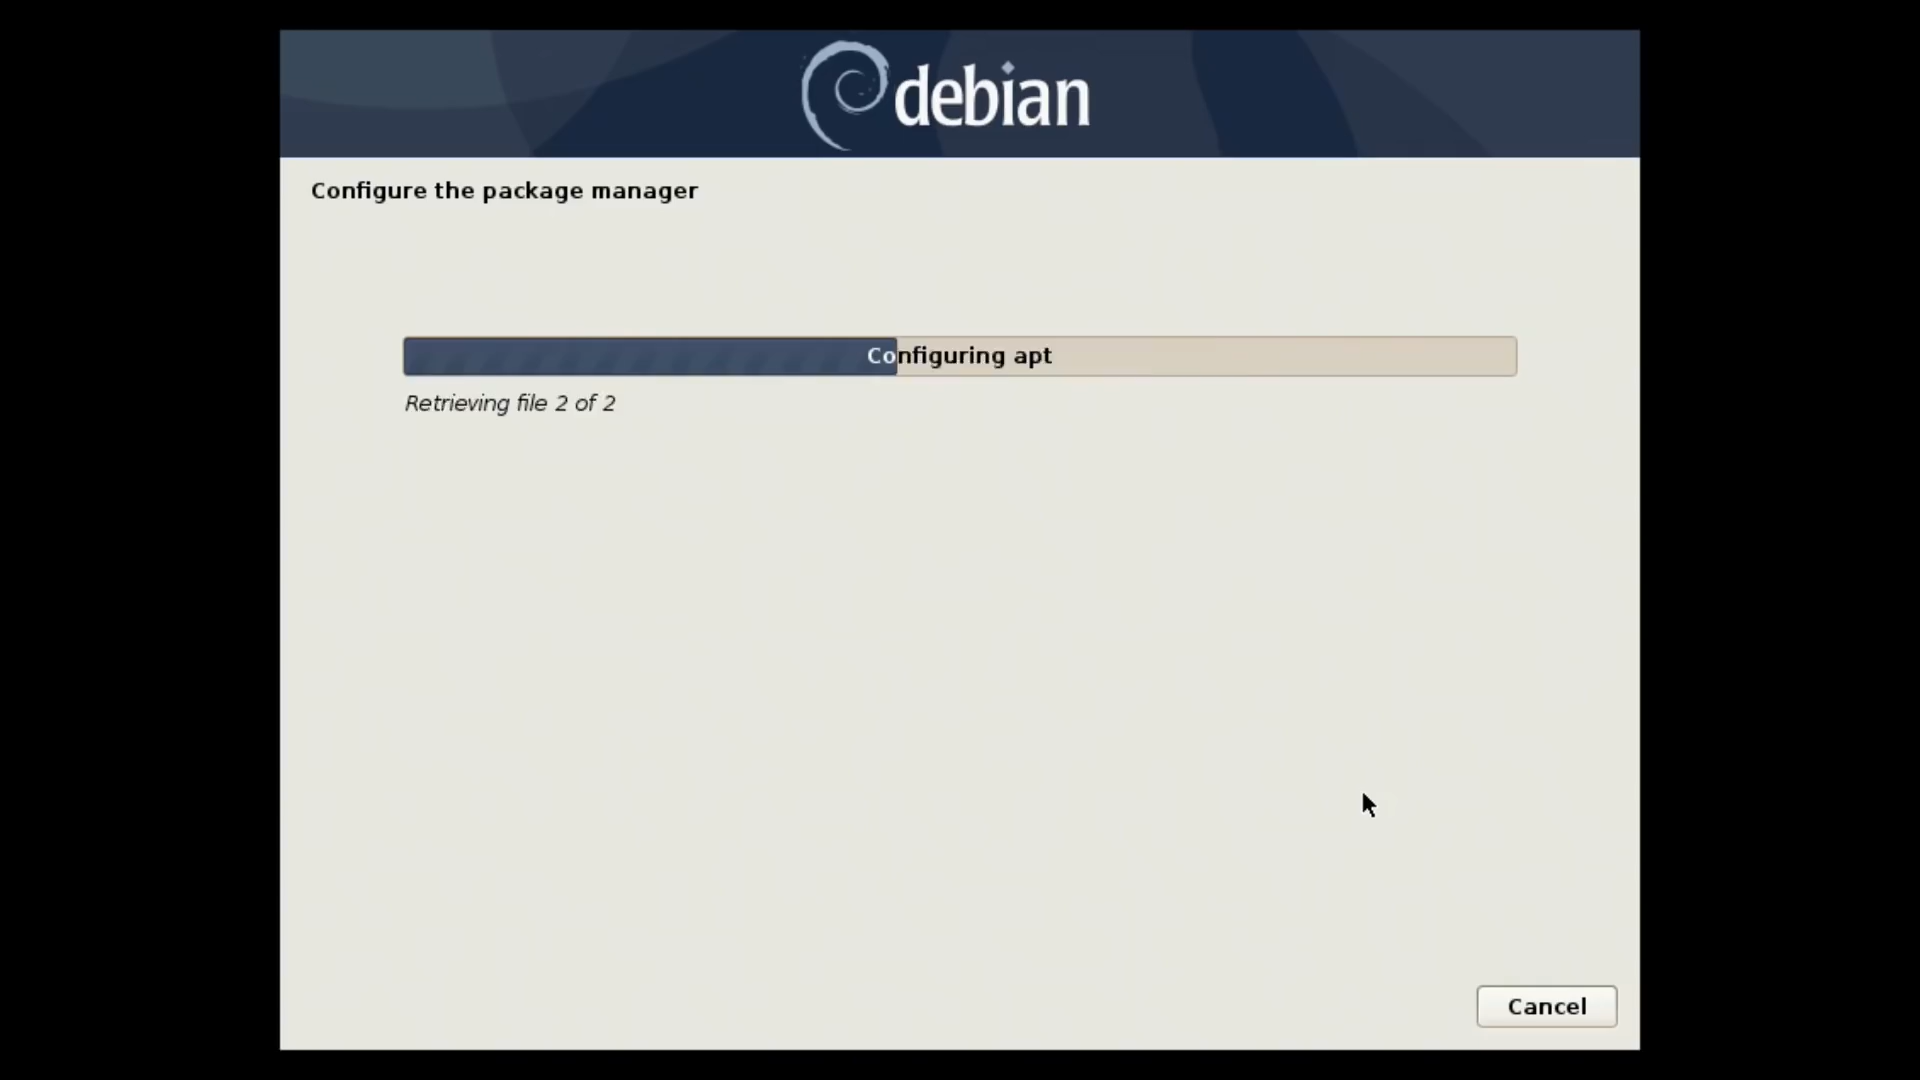 debian
Configure the package manager
Configuring apt
Retrieving file 2 of 2
Cancel